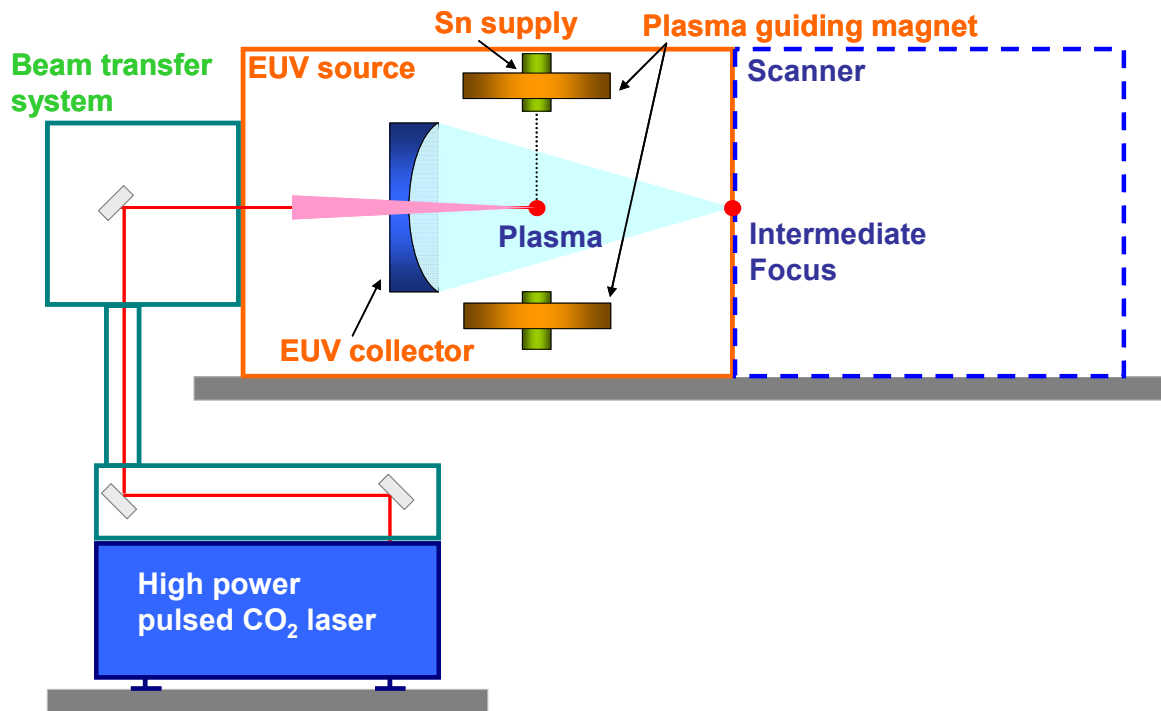 Sn supply
Plasma guiding magnet
Beam transfer
system
EUV source
Scanner
Plasma
Intermediate
Focus
EUV collector
High power
pulsed CO₂ laser